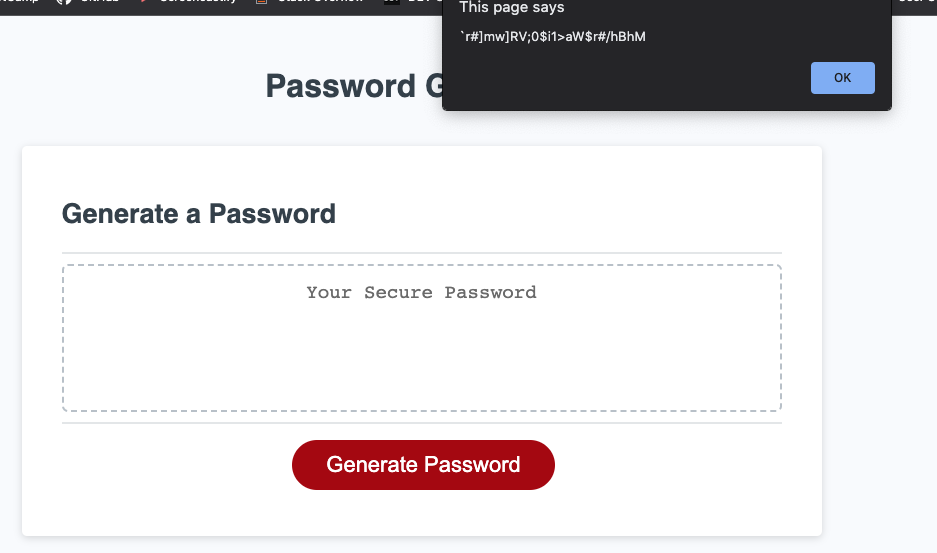 This page says
`r#]mw]RV;0$i1>aW$r#/hBhM
OK
Password G
Generate a Password
Your Secure Password
Generate Password